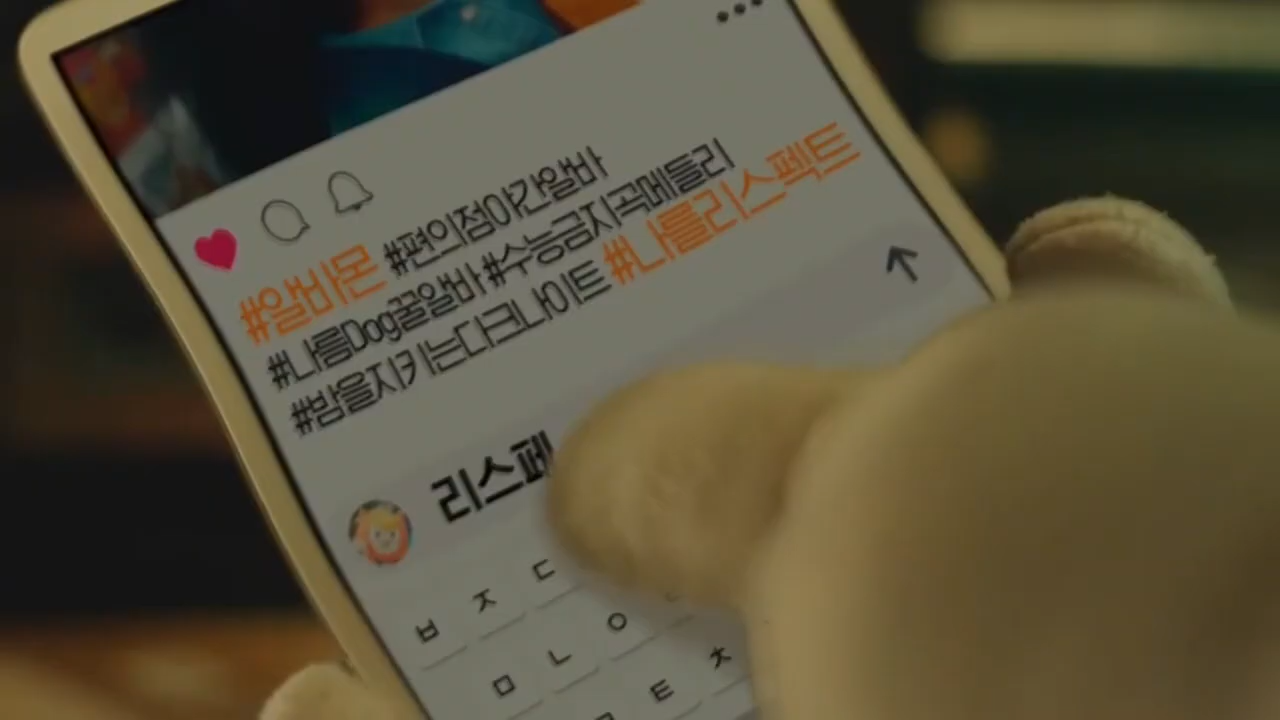 #알바몬 #편의점야간알바
#나름Dog꿀알바 #수능금지곡메들리
#밤을지키는다크나이트 #나를리스펙트
리스페
ㅂ ㅈ ㄷ
ㅁ ㄴ ㅇ
ㅌ ㅊ